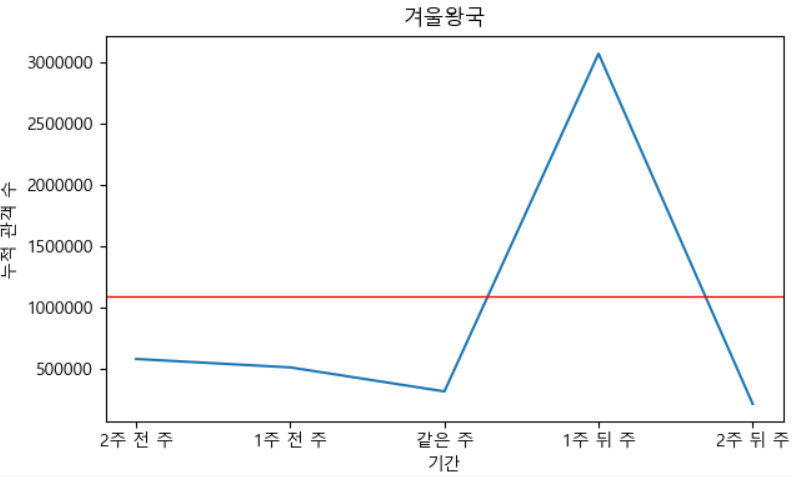 겨울왕국
3000000
2500000
2000000
1500000
1000000
500000
누적 관객 수
2주 전 주 1주 전 주 같은 주 1주 뒤 주 2주 뒤 주
기간